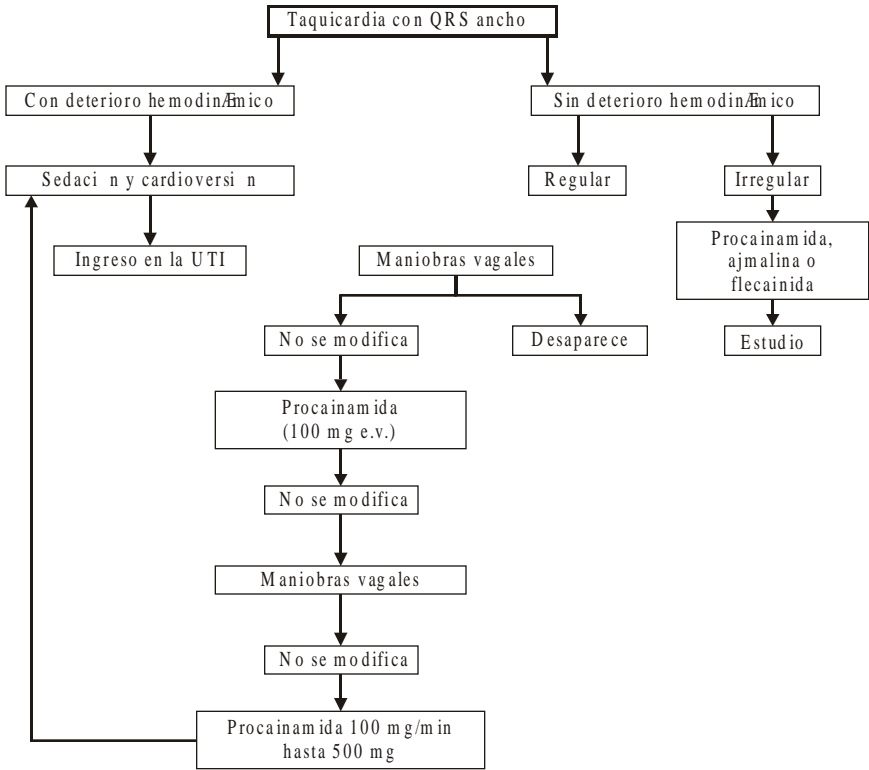 Taquicardia con QRS ancho
Con deterioro hemodinÆmico
Sin deterioro hemodinÆmico
Sedaci n y cardioversi n
Regular
Irregular
Ingreso en la UTI
Maniobras vagales
Procainamida,
ajmalina o
flecainida
No se modifica
Desaparece
Estudio
Procainamida
(100 mg e.v.)
No se modifica
Maniobras vagales
No se modifica
Procainamida 100 mg/min
hasta 500 mg